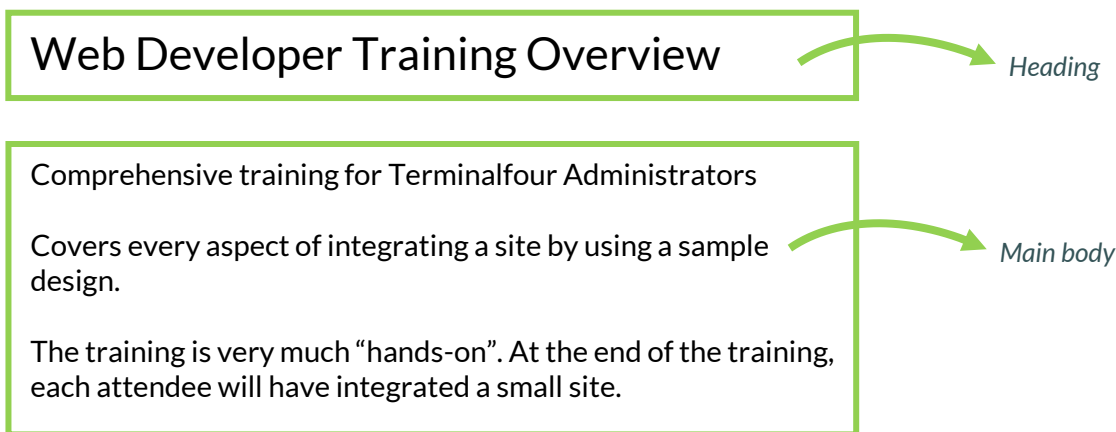 Web Developer Training Overview
Heading
Comprehensive training for Terminalfour Administrators
Covers every aspect of integrating a site by using a sample
design.
Main body
The training is very much “hands-on”. At the end of the training,
each attendee will have integrated a small site.